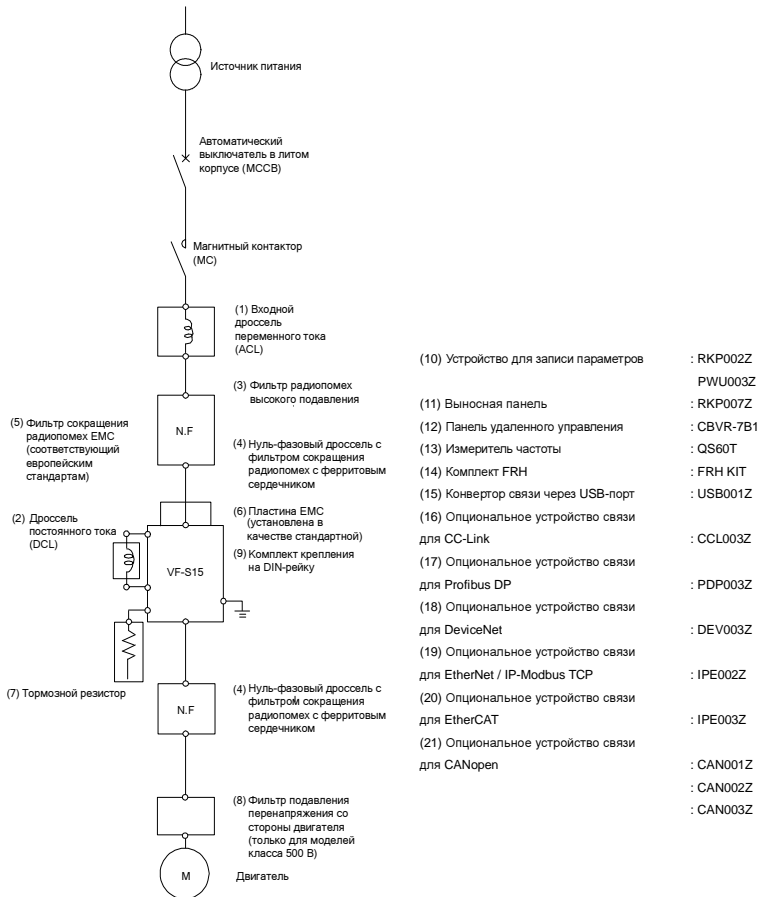 Источник питания
Автоматический
выключатель в литом
корпусе (MCCB)
Магнитный контактор
(MC)
(1) Входной
дроссель
переменного тока
(ACL)
(3) Фильтр радиопомех
высокого подавления
(5) Фильтр сокращения
радиопомех EMC
(соответствующий
европейским
стандартам)
N.F
(4) Нуль-фазовый дроссель с
фильтром сокращения
радиопомех с ферритовым
сердечником
(2) Дроссель
постоянного тока
(DCL)
(6) Пластина EMC
(установлена в
качестве стандартной)
(9) Комплект крепления
на DIN-рейку
VF-S15
(7) Тормозной резистор
N.F
(4) Нуль-фазовый дроссель с
фильтром сокращения
радиопомех с ферритовым
сердечником
(8) Фильтр подавления
перенапряжения со
стороны двигателя
(только для моделей
класса 500 В)
M
Двигатель
(10) Устройство для записи параметров : RKP002Z
PWU003Z
(11) Выносная панель : RKP007Z
(12) Панель удаленного управления : CBVR-7B1
(13) Измеритель частоты : QS60T
(14) Комплект FRH : FRH KIT
(15) Конвертор связи через USB-порт : USB001Z
(16) Опциональное устройство связи
для CC-Link : CCL003Z
(17) Опциональное устройство связи
для Profibus DP : PDP003Z
(18) Опциональное устройство связи
для DeviceNet : DEV003Z
(19) Опциональное устройство связи
для EtherNet / IP-Modbus TCP : IPE002Z
(20) Опциональное устройство связи
для EtherCAT : IPE003Z
(21) Опциональное устройство связи
для CANopen : CAN001Z
: CAN002Z
: CAN003Z